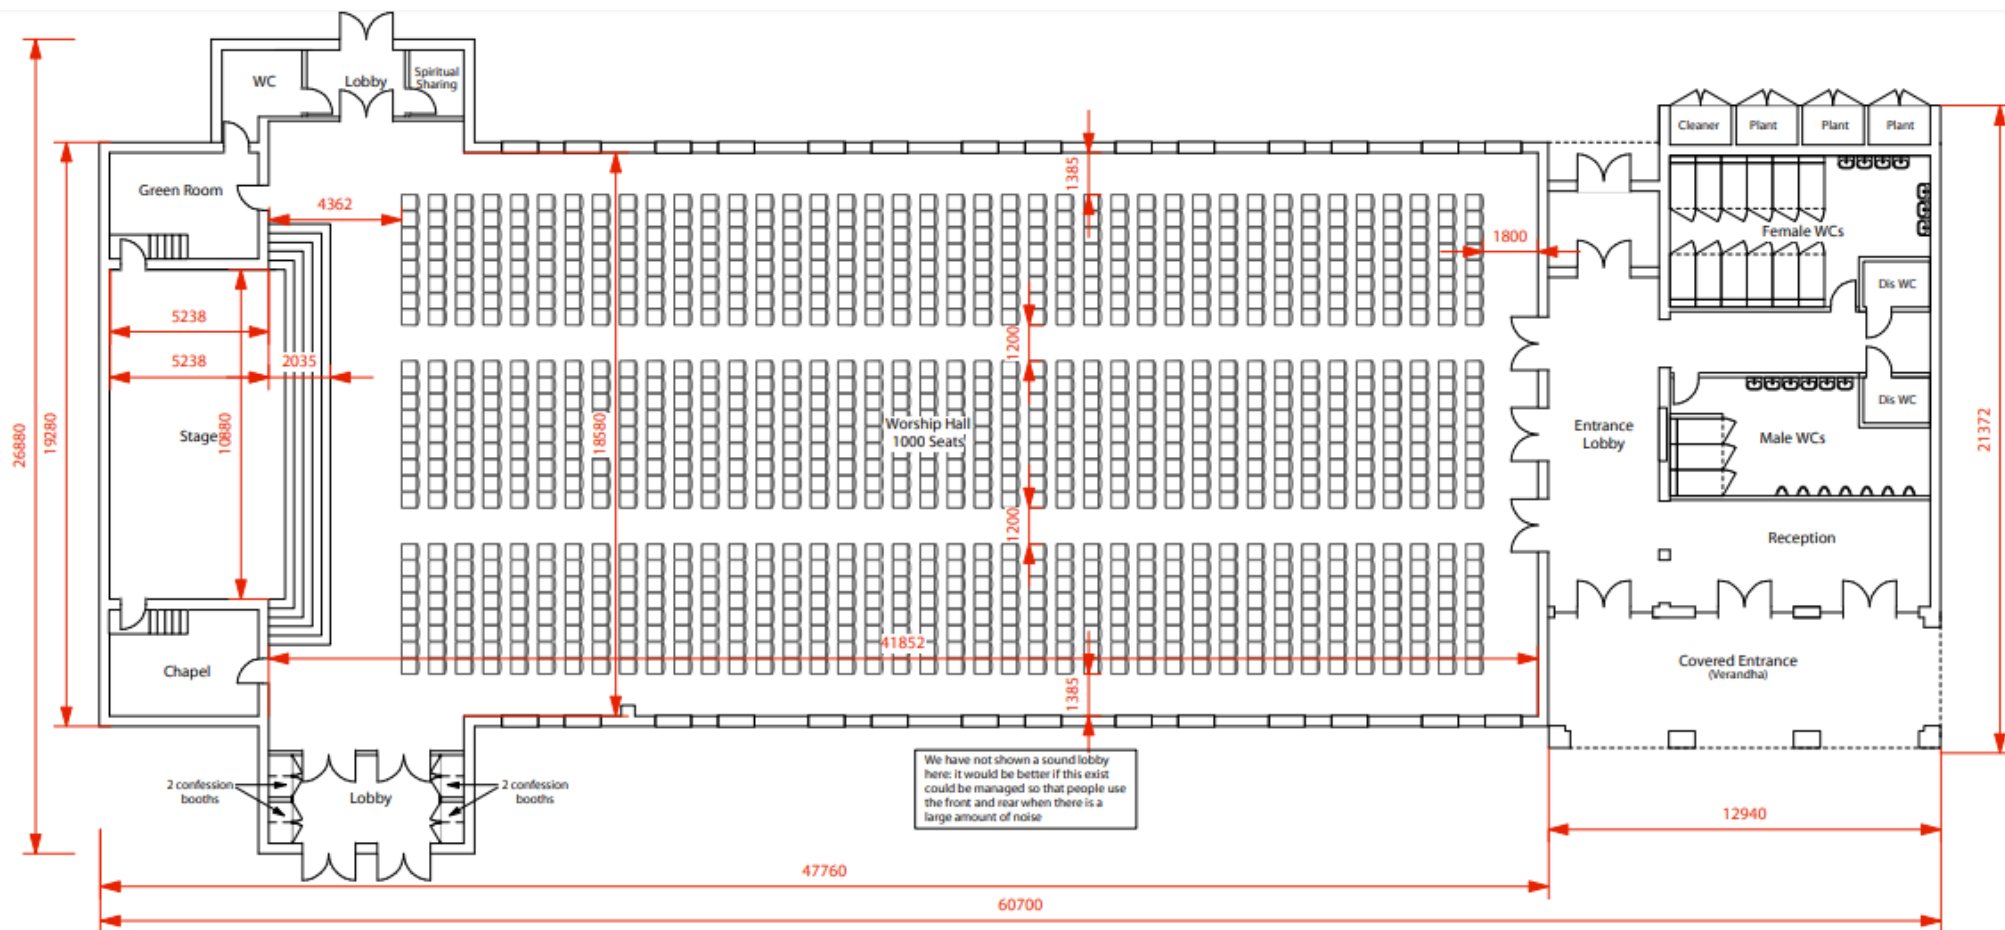 WC
Lobby
Spiritual
Sharing
Cleaner
Plant
Plant
Plant
Green Room
4362
1385
1800
Female WCs
Dis WC
5238
5238
2035
1200
26880
19280
Stage
10880
18580
Worship Hall
1000 Seats
Entrance
Lobby
Dis WC
Male WCs
21372
1200
Reception
41852
Chapel
1385
Covered Entrance
(Verandha)
2 confession
booths
Lobby
2 confession
booths
We have not shown a sound lobby
here: it would be better if this exist
could be managed so that people use
the front and rear when there is a
large amount of noise
12940
47760
60700